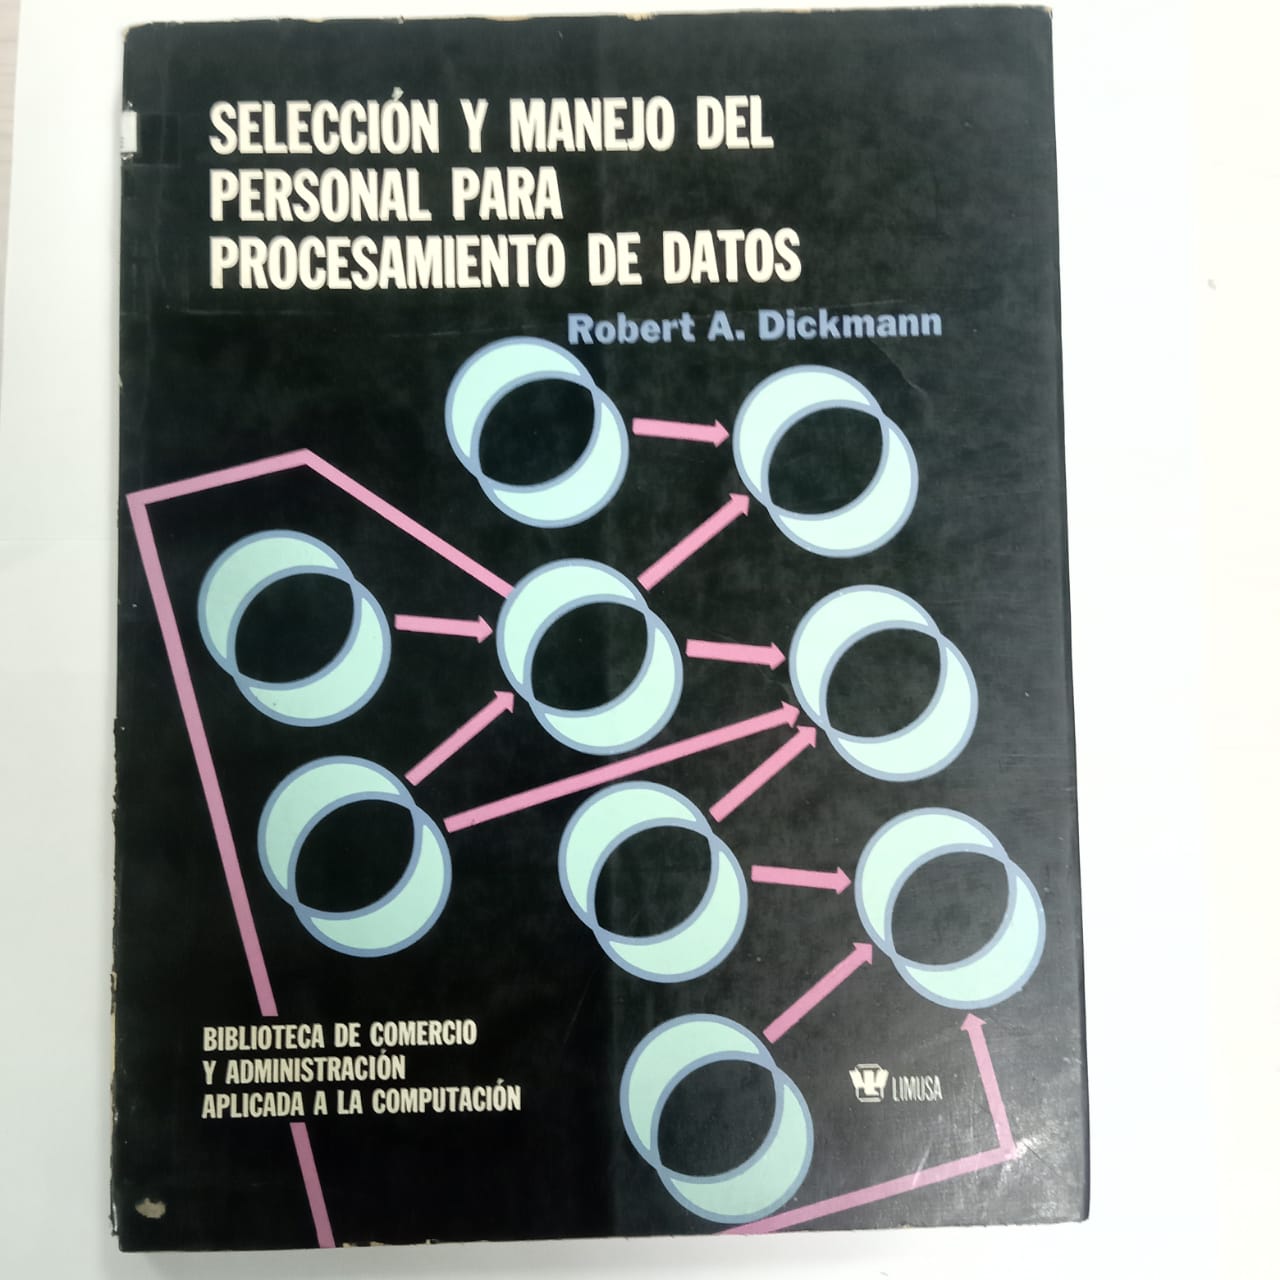 SELECCIÓN Y MANEJO DEL
PERSONAL PARA
PROCESAMIENTO DE DATOS
Robert A. Dickmann
BIBLIOTECA DE COMERCIO
Y ADMINISTRACIÓN
APLICADA A LA COMPUTACIÓN
LIMUSA